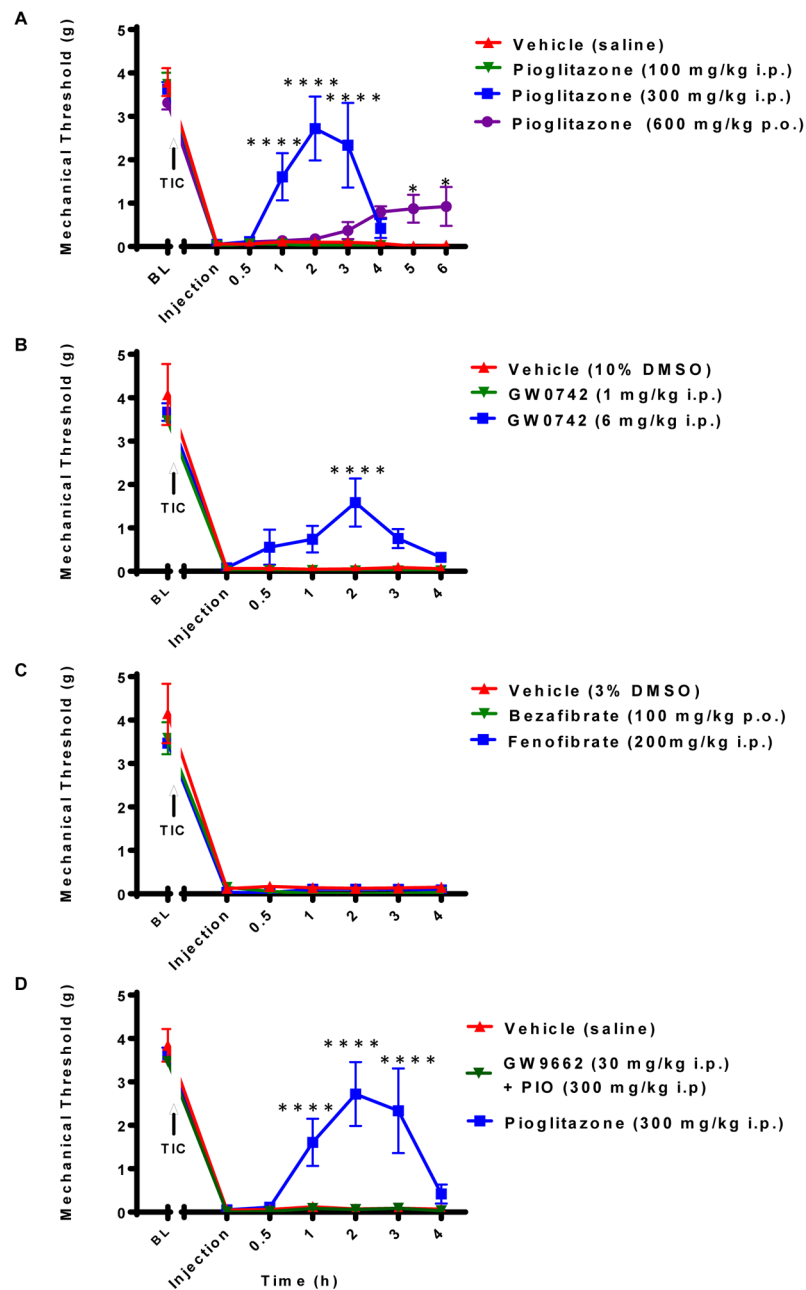 A
Mechanical Threshold (g)
5
4
3
2
1
0
TIC
BL
Injection
0.5
1
2
3
4
5
6
****
****
****
*
*
Vehicle (saline)
Pioglitazone (100 mg/kg i.p.)
Pioglitazone (300 mg/kg i.p.)
Pioglitazone (600 mg/kg p.o.)
B
Mechanical Threshold (g)
5
4
3
2
1
0
TIC
BL
Injection
0.5
1
2
3
4
****
Vehicle (10% DMSO)
GW0742 (1 mg/kg i.p.)
GW0742 (6 mg/kg i.p.)
C
Mechanical Threshold (g)
5
4
3
2
1
0
TIC
BL
Injection
0.5
1
2
3
4
Vehicle (3% DMSO)
Bezafibrate (100 mg/kg p.o.)
Fenofibrate (200mg/kg i.p.)
D
Mechanical Threshold (g)
5
4
3
2
1
0
TIC
BL
Injection
0.5
1
2
3
4
Time (h)
****
****
****
Vehicle (saline)
GW9662 (30 mg/kg i.p.)
+ PIO (300 mg/kg i.p)
Pioglitazone (300 mg/kg i.p.)